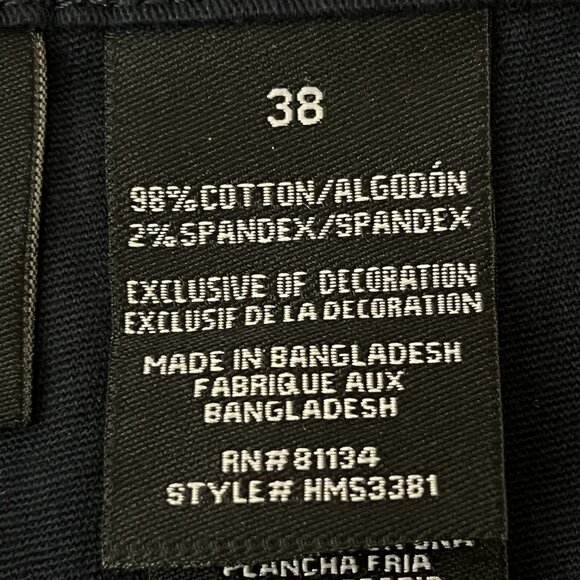 38
98% COTTON/ALGODÓN
2% SPANDEX/SPANDEX
EXCLUSIVE OF DECORATION
EXCLUSIF DE LA DECORATION
MADE IN BANGLADESH
FABRIQUE AUX
BANGLADESH
RN# 81134
STYLE# HMS3381
UNA
PLANCHA FRIA